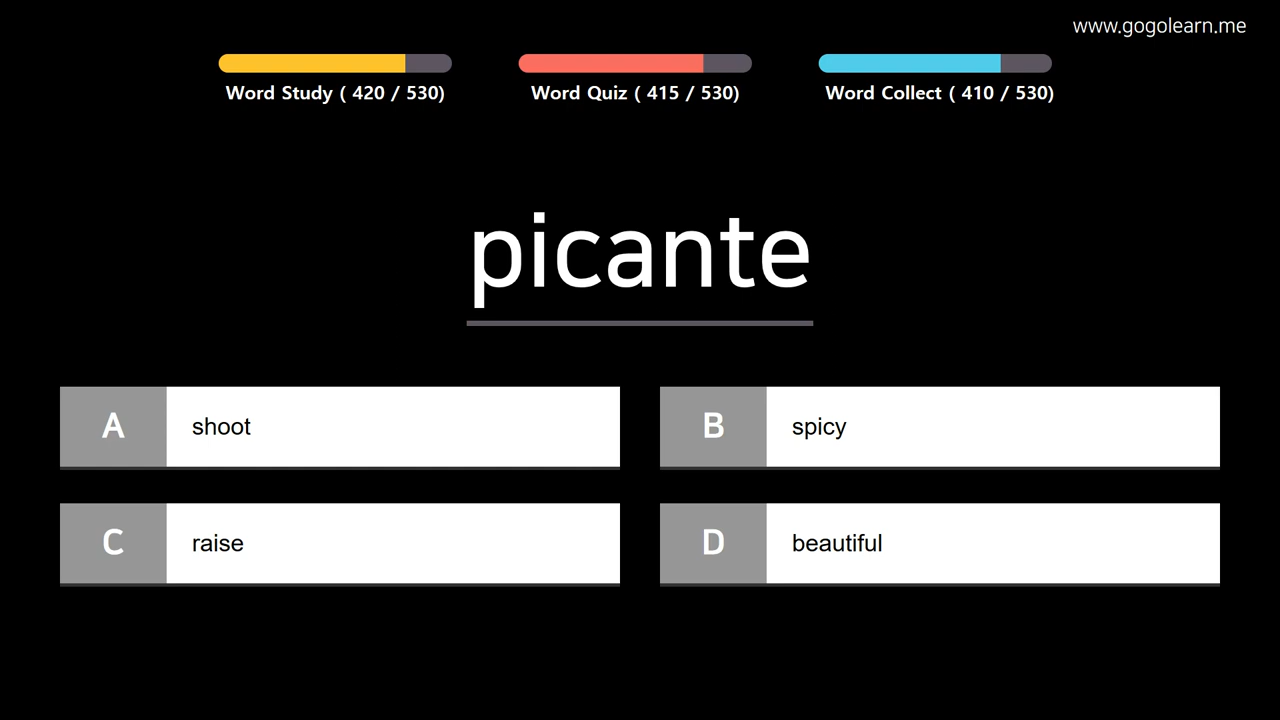 www.gogolearn.me
Word Study ( 420 / 530)
Word Quiz ( 415 / 530)
Word Collect ( 410 / 530)
picante
A shoot
B spicy
C raise
D beautiful